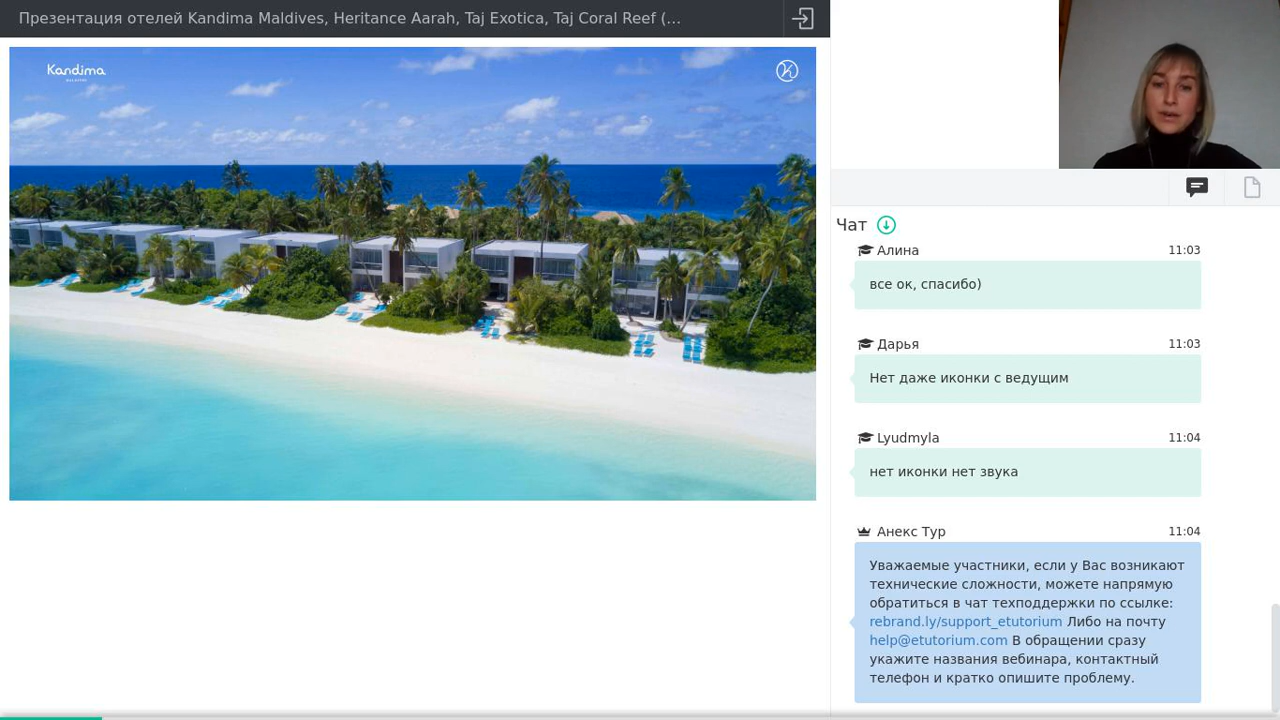 Презентация отелей Kandima Maldives, Heritance Aarah, Taj Exotica, Taj Coral Reef (...
Kandima
Чат
Алина 11:03
все ок, спасибо)
Дарья 11:03
Нет даже иконки с ведущим
Lyudmyla 11:04
нет иконки нет звука
Анекс Тур 11:04
Уважаемые участники, если у Вас возникают
технические сложности, можете напрямую
обратиться в чат техподдержки по ссылке:
rebrand.ly/support_etutorium Либо на почту
help@etutorium.com В обращении сразу
укажите названия вебинара, контактный
телефон и кратко опишите проблему.